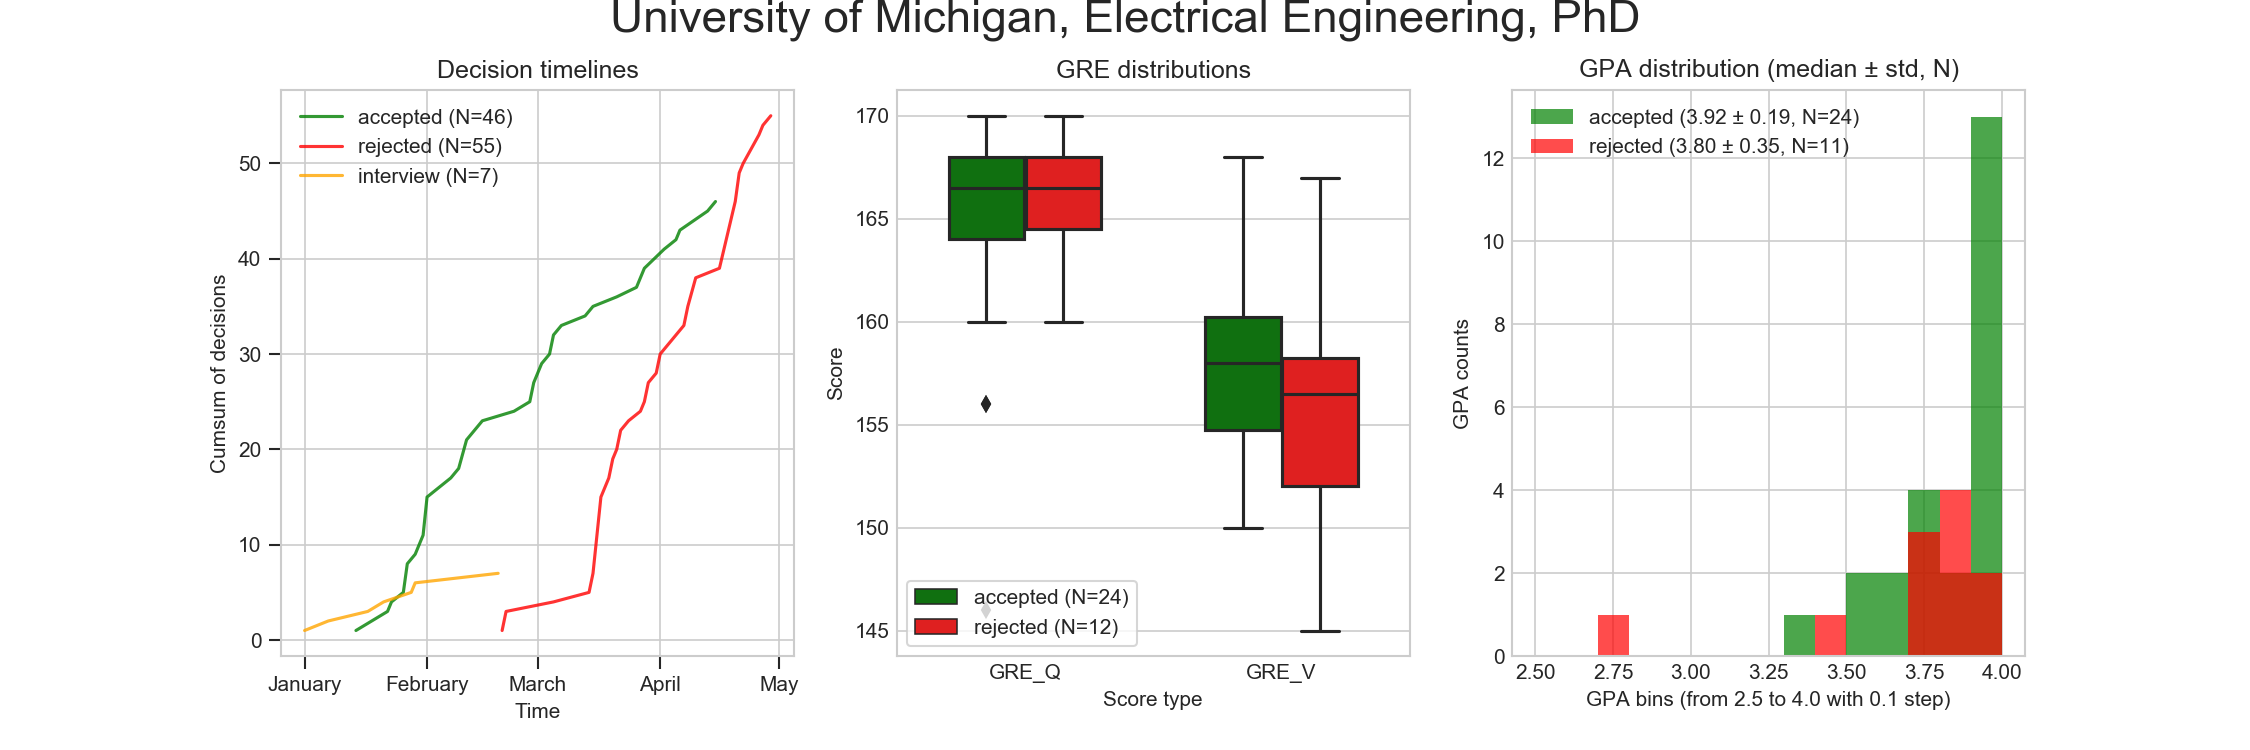 University of Michigan, Electrical Engineering, PhD
Decision timelines
accepted (N=46)
rejected (N=55)
interview (N=7)
Cumsum of decisions
50
40
30
20
10
0
January February March April May
Time
GRE distributions
Score
170
165
160
155
150
145
accepted (N=24)
rejected (N=12)
GRE_Q GRE_V
Score type
GPA distribution (median ± std, N)
accepted (3.92 ± 0.19, N=24)
rejected (3.80 ± 0.35, N=11)
GPA counts
12
10
8
6
4
2
0
2.50 2.75 3.00 3.25 3.50 3.75 4.00
GPA bins (from 2.5 to 4.0 with 0.1 step)